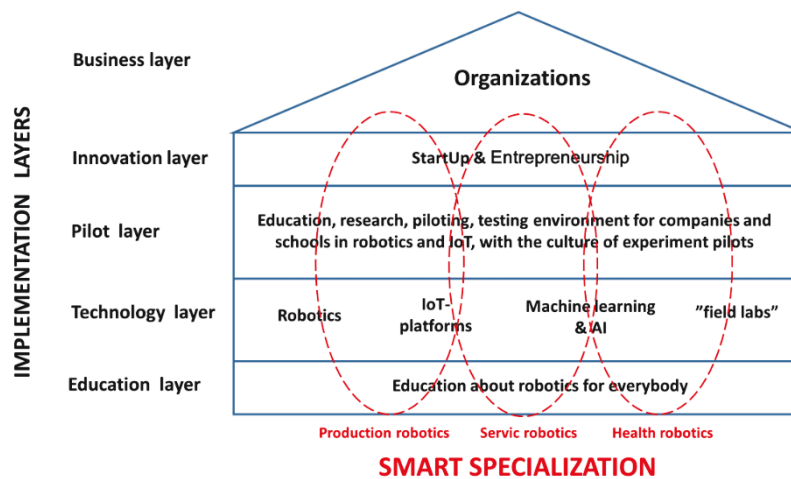 Business layer
Organizations
IMPLEMENTATION LAYERS
Innovation layer
StartUp & Entrepreneurship
Pilot layer
Education, research, piloting, testing environment for companies and
schools in robotics and IoT, with the culture of experiment pilots
Technology layer
Robotics
IoT-
platforms
Machine learning
& AI
”field labs”
Education layer
Education about robotics for everybody
Production robotics
Servic robotics
Health robotics
SMART SPECIALIZATION